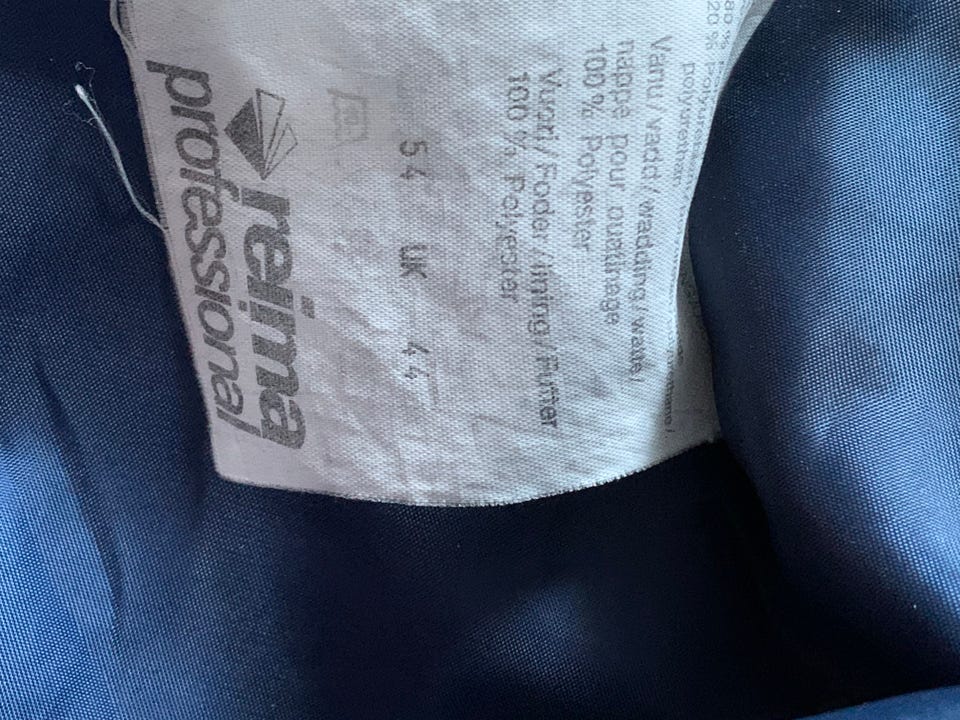 Vanu / vadd / wadding / watte /
nappe pour ouatinage
100 % Polyester
Vuori / Foder / lining / Futter
100 % Polyester
54 UK 44
reima
professional